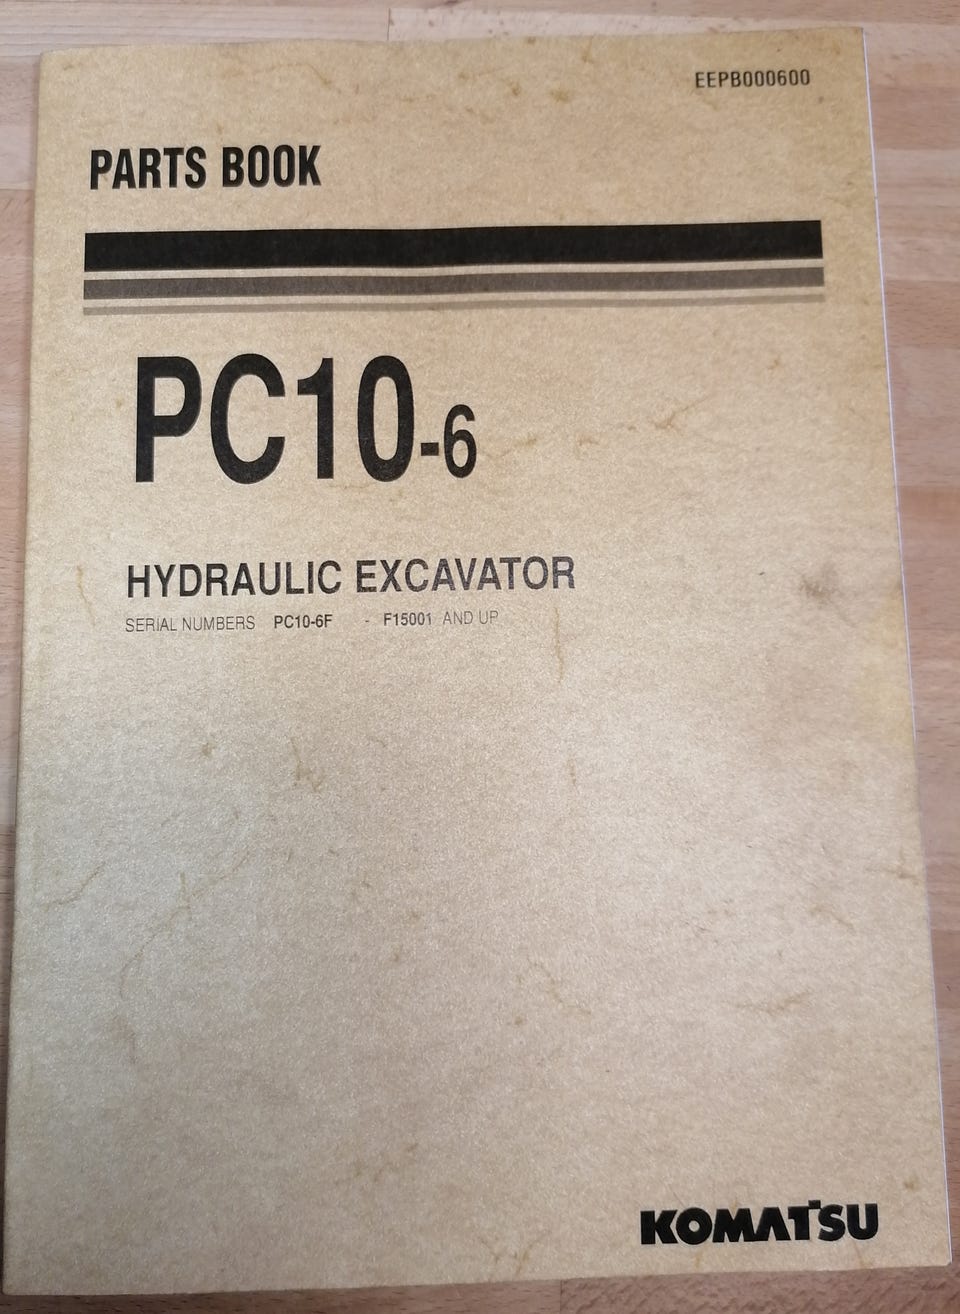 EEPB000600
PARTS BOOK
PC10-6
HYDRAULIC EXCAVATOR
SERIAL NUMBERS PC10-6F - F15001 AND UP
KOMATSU